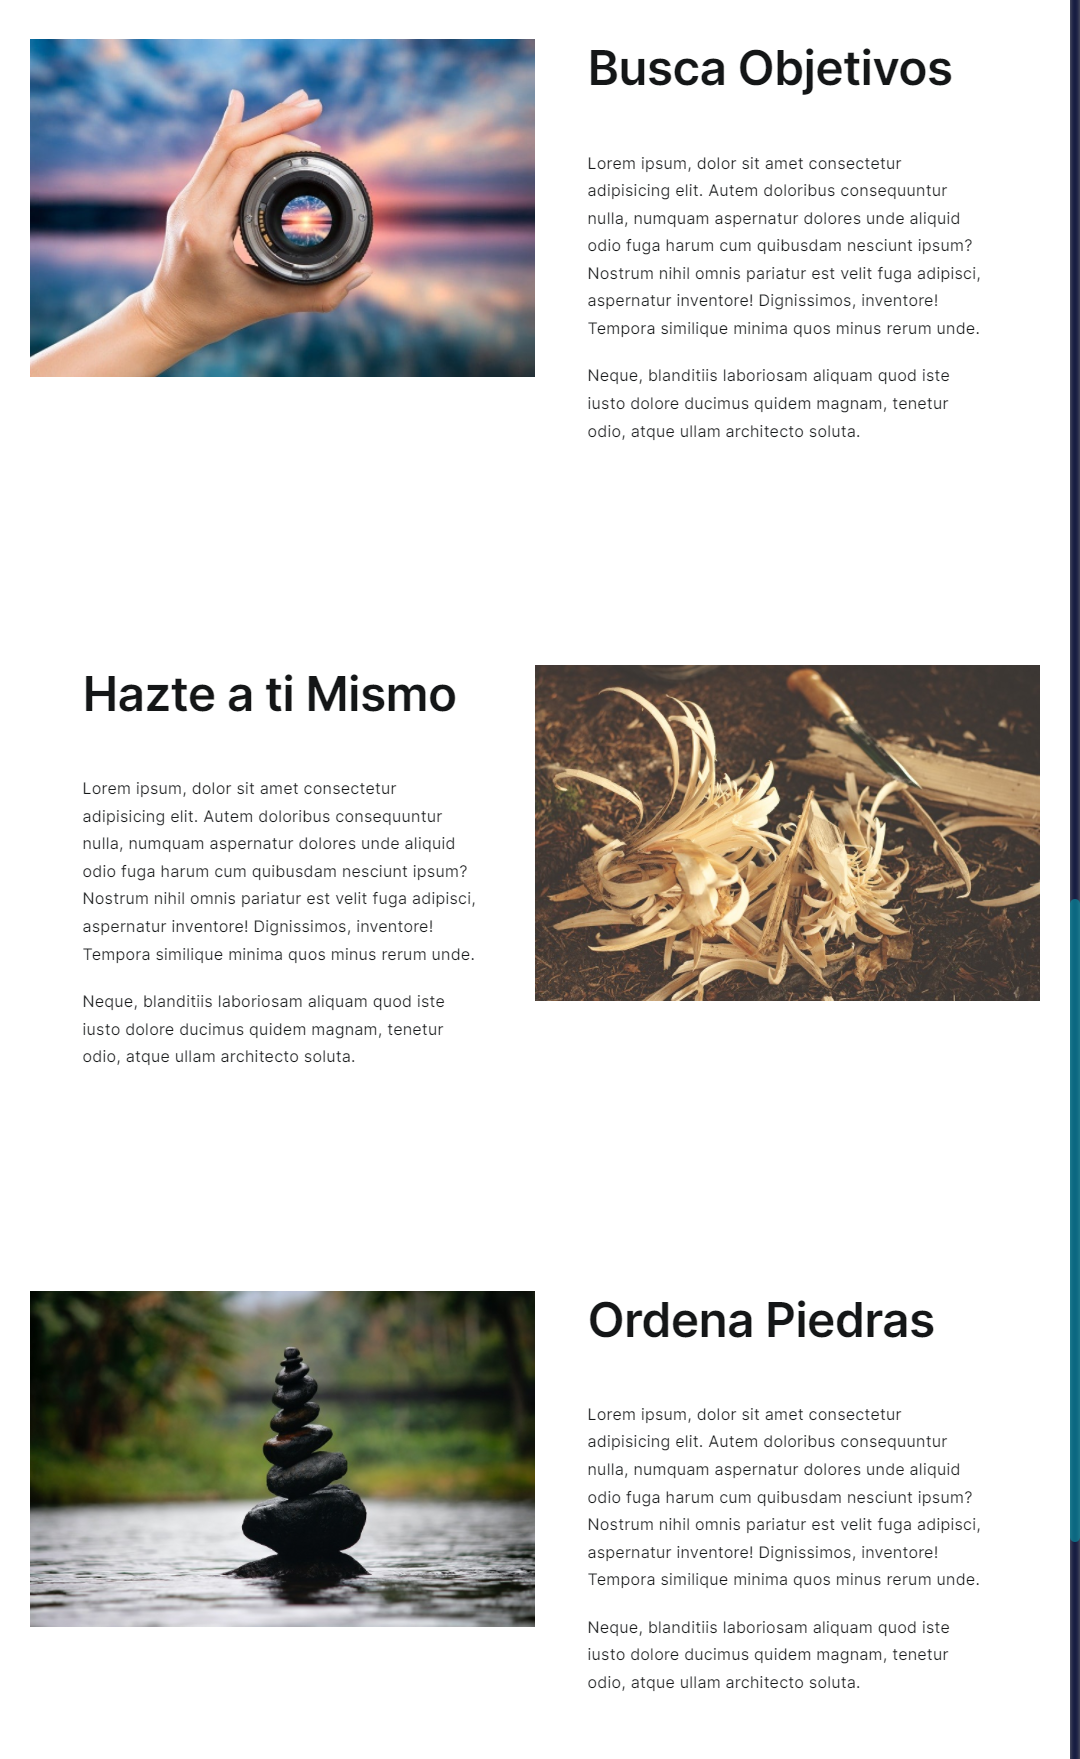 Busca Objetivos
Lorem ipsum, dolor sit amet consectetur
adipisicing elit. Autem doloribus consequuntur
nulla, numquam aspernatur dolores unde aliquid
odio fuga harum cum quibusdam nesciunt ipsum?
Nostrum nihil omnis pariatur est velit fuga adipisci,
aspernatur inventore! Dignissimos, inventore!
Tempora similique minima quos minus rerum unde.
Neque, blanditiis laboriosam aliquam quod iste
iusto dolore ducimus quidem magnam, tenetur
odio, atque ullam architecto soluta.
Hazte a ti Mismo
Lorem ipsum, dolor sit amet consectetur
adipisicing elit. Autem doloribus consequuntur
nulla, numquam aspernatur dolores unde aliquid
odio fuga harum cum quibusdam nesciunt ipsum?
Nostrum nihil omnis pariatur est velit fuga adipisci,
aspernatur inventore! Dignissimos, inventore!
Tempora similique minima quos minus rerum unde.
Neque, blanditiis laboriosam aliquam quod iste
iusto dolore ducimus quidem magnam, tenetur
odio, atque ullam architecto soluta.
Ordena Piedras
Lorem ipsum, dolor sit amet consectetur
adipisicing elit. Autem doloribus consequuntur
nulla, numquam aspernatur dolores unde aliquid
odio fuga harum cum quibusdam nesciunt ipsum?
Nostrum nihil omnis pariatur est velit fuga adipisci,
aspernatur inventore! Dignissimos, inventore!
Tempora similique minima quos minus rerum unde.
Neque, blanditiis laboriosam aliquam quod iste
iusto dolore ducimus quidem magnam, tenetur
odio, atque ullam architecto soluta.